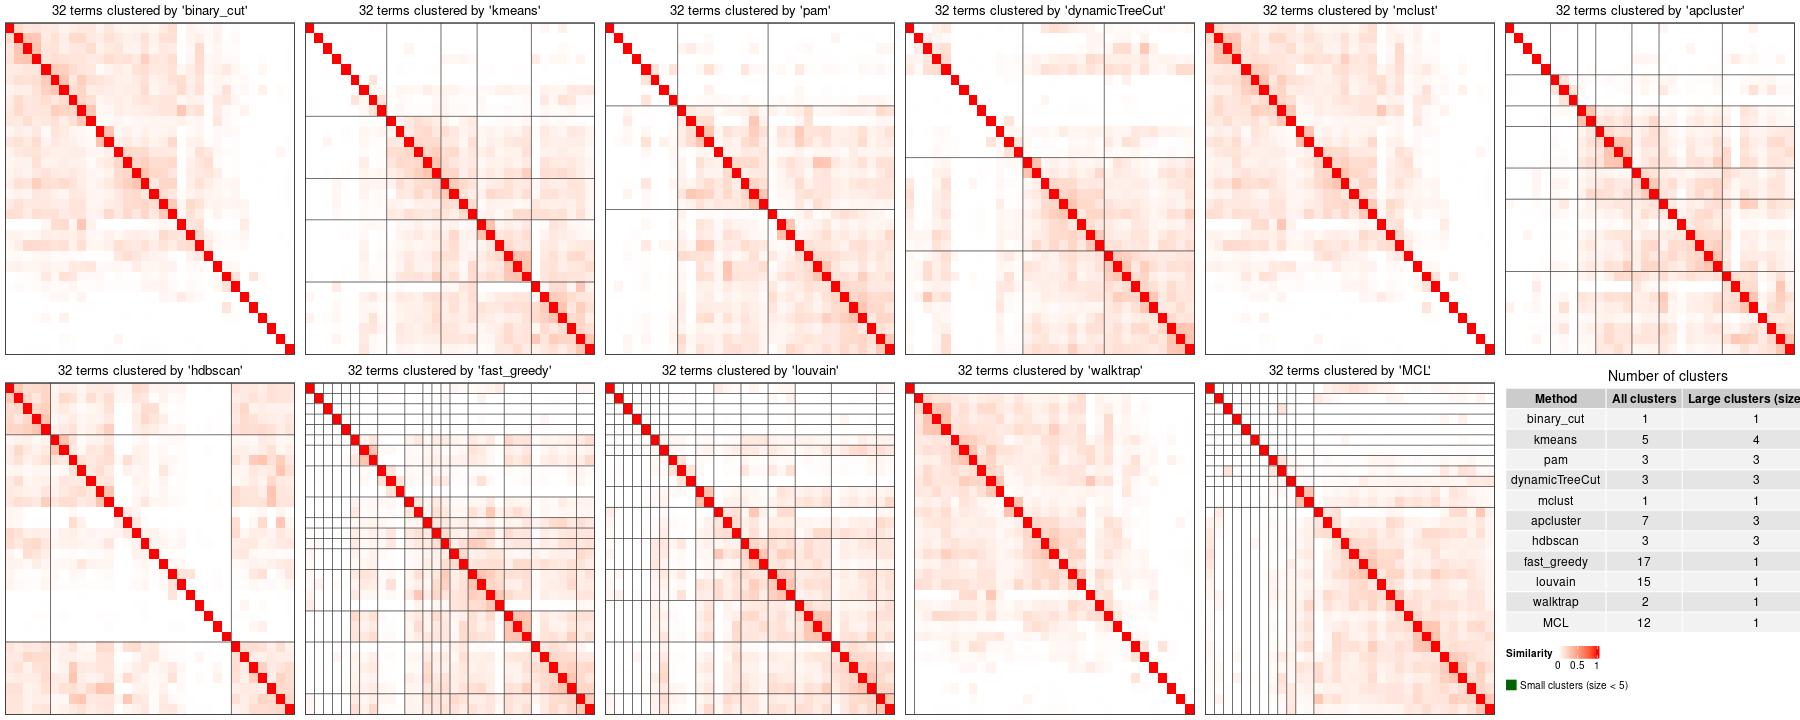 32 terms clustered by 'binary_cut'
32 terms clustered by 'kmeans'
32 terms clustered by 'pam'
32 terms clustered by 'dynamicTreeCut'
32 terms clustered by 'mclust'
32 terms clustered by 'apcluster'
32 terms clustered by 'hdbscan'
32 terms clustered by 'fast_greedy'
32 terms clustered by 'louvain'
32 terms clustered by 'walktrap'
32 terms clustered by 'MCL'
Number of clusters
Method All clusters Large clusters (size
binary_cut 1 1
kmeans 5 4
pam 3 3
dynamicTreeCut 3 3
mclust 1 1
apcluster 7 3
hdbscan 3 3
fast_greedy 17 1
louvain 15 1
walktrap 2 1
MCL 12 1
Similarity
0 0.5 1
Small clusters (size < 5)